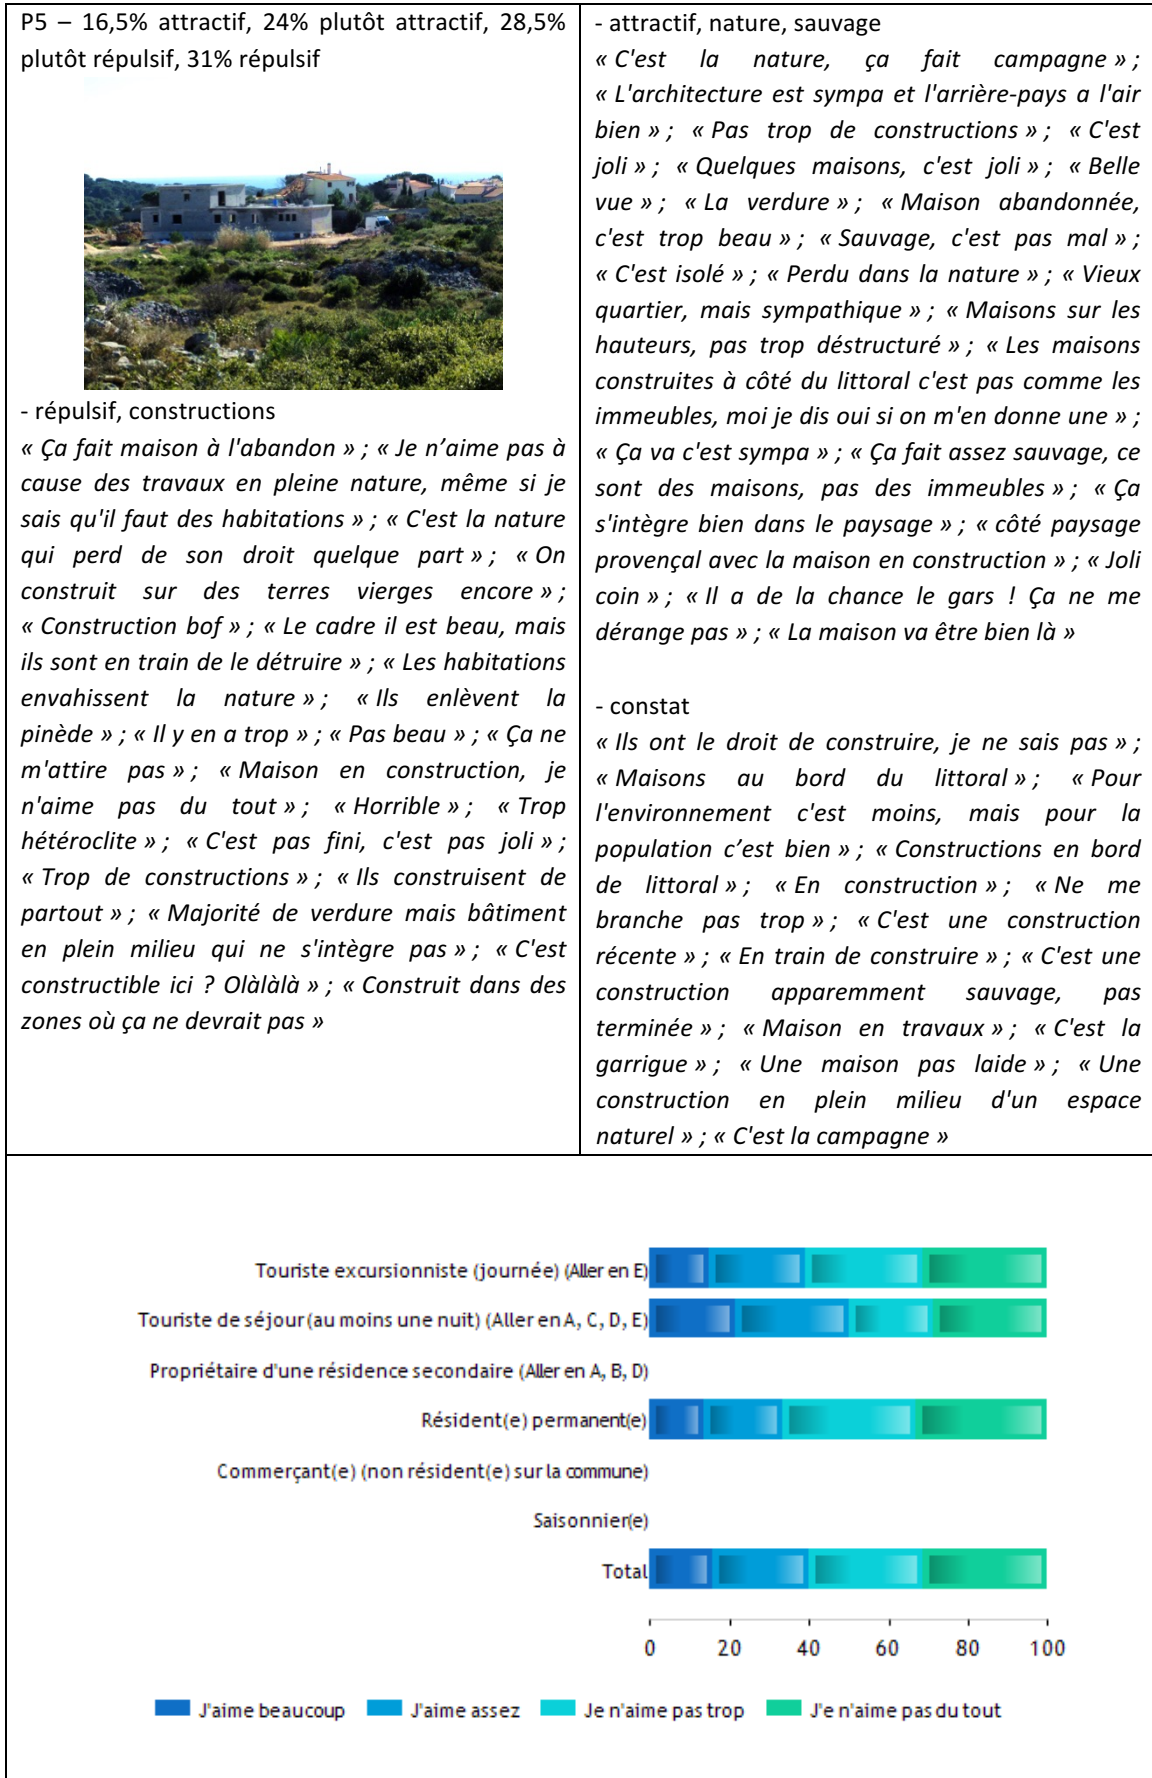 P5 – 16,5% attractif, 24% plutôt attractif, 28,5%
plutôt répulsif, 31% répulsif
- répulsif, constructions
« Ça fait maison à l'abandon » ; « Je n’aime pas à
cause des travaux en pleine nature, même si je
sais qu'il faut des habitations » ; « C'est la nature
qui perd de son droit quelque part » ; « On
construit sur des terres vierges encore » ;
« Construction bof » ; « Le cadre il est beau, mais
ils sont en train de le détruire » ; « Les habitations
envahissent la nature » ; « Ils enlèvent la
pinède » ; « Il y en a trop » ; « Pas beau » ; « Ça ne
m'attire pas » ; « Maison en construction, je
n'aime pas du tout » ; « Horrible » ; « Trop
hétéroclite » ; « C'est pas fini, c'est pas joli » ;
« Trop de constructions » ; « Ils construisent de
partout » ; « Majorité de verdure mais bâtiment
en plein milieu qui ne s'intègre pas » ; « C'est
constructible ici ? Olàlàlà » ; « Construit dans des
zones où ça ne devrait pas »
- attractif, nature, sauvage
« C'est la nature, ça fait campagne » ;
« L'architecture est sympa et l'arrière-pays a l'air
bien » ; « Pas trop de constructions » ; « C'est
joli » ; « Quelques maisons, c'est joli » ; « Belle
vue » ; « La verdure » ; « Maison abandonnée,
c'est trop beau » ; « Sauvage, c'est pas mal » ;
« C'est isolé » ; « Perdu dans la nature » ; « Vieux
quartier, mais sympathique » ; « Maisons sur les
hauteurs, pas trop déstructuré » ; « Les maisons
construites à côté du littoral c'est pas comme les
immeubles, moi je dis oui si on m'en donne une » ;
« Ça va c'est sympa » ; « Ça fait assez sauvage, ce
sont des maisons, pas des immeubles » ; « Ça
s'intègre bien dans le paysage » ; « côté paysage
provençal avec la maison en construction » ; « Joli
coin » ; « Il a de la chance le gars ! Ça ne me
dérange pas » ; « La maison va être bien là »
- constat
« Ils ont le droit de construire, je ne sais pas » ;
« Maisons au bord du littoral » ; « Pour
l'environnement c'est moins, mais pour la
population c’est bien » ; « Constructions en bord
de littoral » ; « En construction » ; « Ne me
branche pas trop » ; « C'est une construction
récente » ; « En train de construire » ; « C'est une
construction apparemment sauvage, pas
terminée » ; « Maison en travaux » ; « C'est la
garrigue » ; « Une maison pas laide » ; « Une
construction en plein milieu d'un espace
naturel » ; « C'est la campagne »
Touriste excursionniste (journée) (Aller en E)
Touriste de séjour (au moins une nuit) (Aller en A, C, D, E)
Propriétaire d'une résidence secondaire (Aller en A, B, D)
Résident(e) permanent(e)
Commerçant(e) (non résident(e) sur la commune)
Saisonnier(e)
Total
0 20 40 60 80 100
J'aime beaucoup J'aime assez Je n'aime pas trop J'e n'aime pas du tout